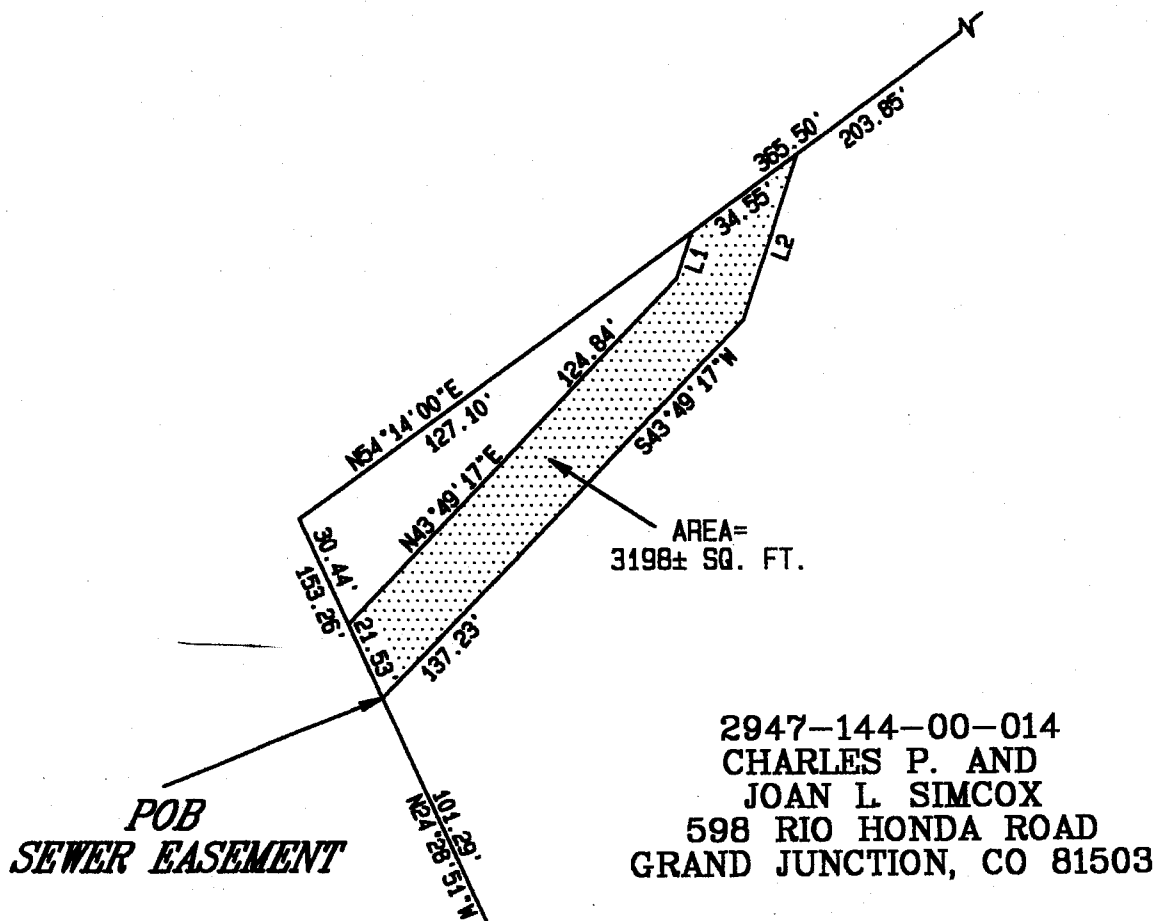 N
365.50'
203.85'
34.55'
L1
L2
124.84'
N54°14'00"E
127.10'
S43°49'17"W
N43°49'17"E
AREA=
3198± SQ. FT.
30.44'
153.26'
21.53'
137.23'
2947-144-00-014
CHARLES P. AND
JOAN L. SIMCOX
598 RIO HONDA ROAD
GRAND JUNCTION, CO 81503
POB
SEWER EASEMENT
101.29'
N24°28'51"W